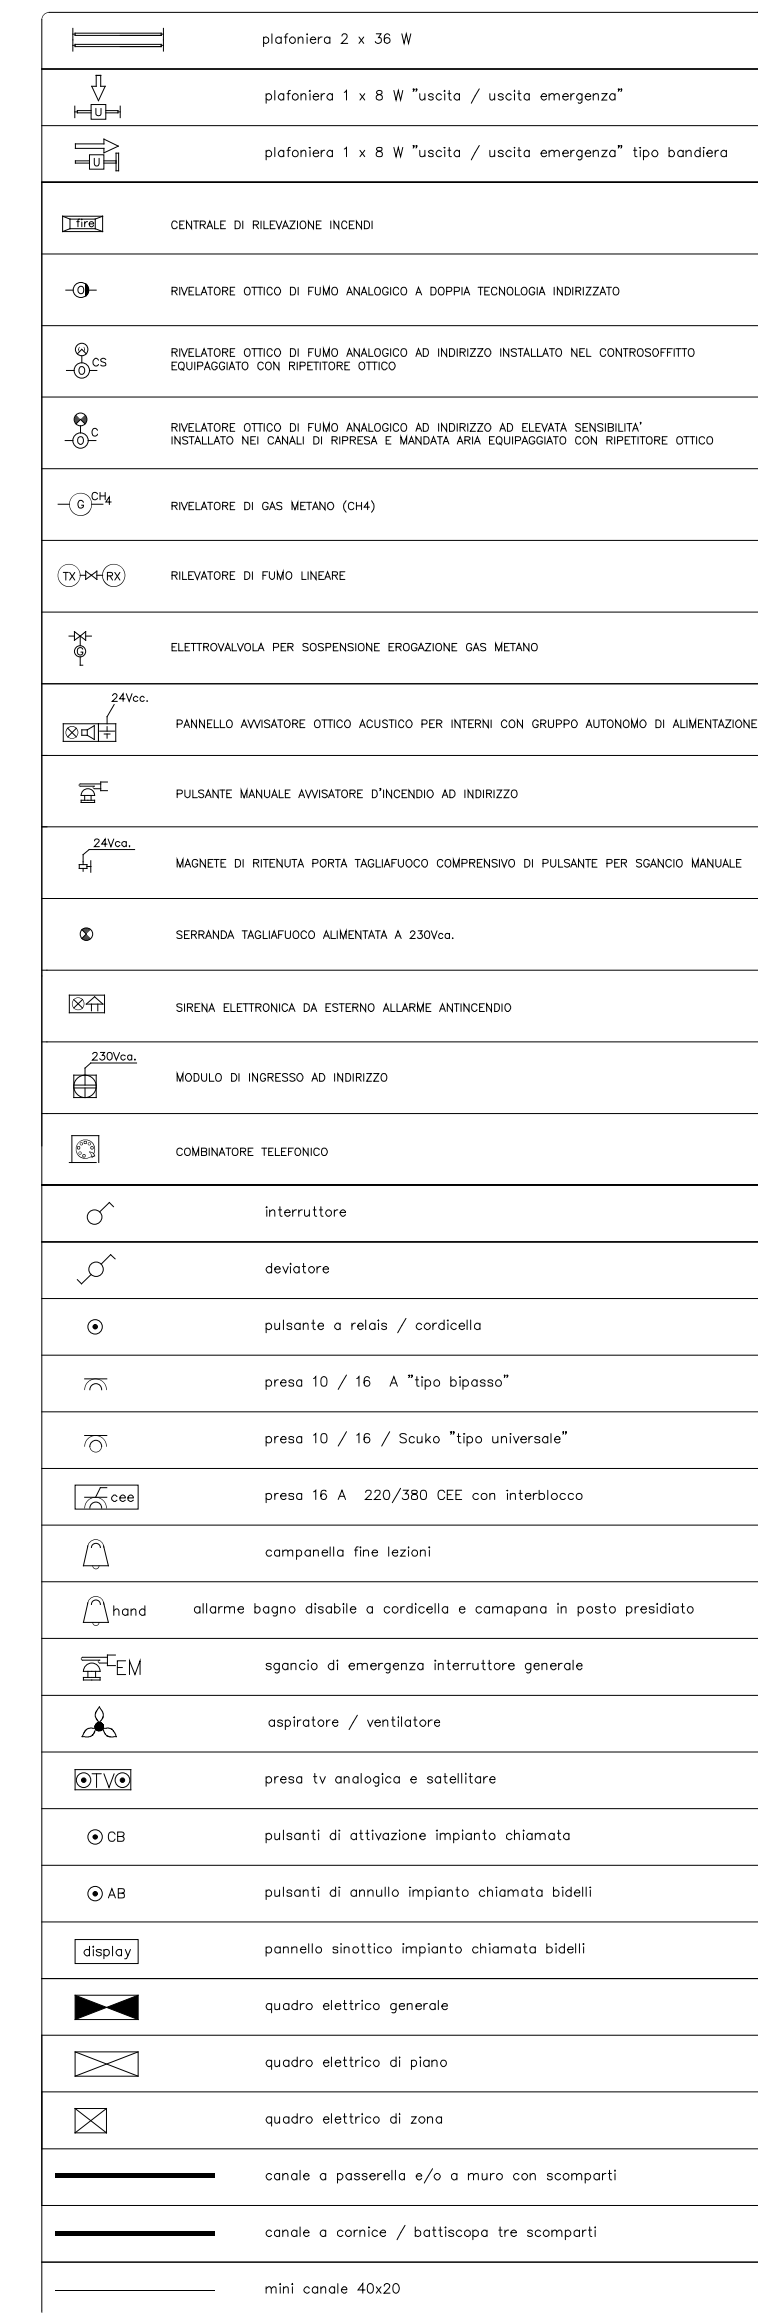 plafoniera 2 x 36 W
U
plafoniera 1 x 8 W "uscita / uscita emergenza"
U
plafoniera 1 x 8 W "uscita / uscita emergenza" tipo bandiera
fire
CENTRALE DI RILEVAZIONE INCENDI
O
RIVELATORE OTTICO DI FUMO ANALOGICO A DOPPIA TECNOLOGIA INDIRIZZATO
CS
O
RIVELATORE OTTICO DI FUMO ANALOGICO AD INDIRIZZO INSTALLATO NEL CONTROSOFFITTO
EQUIPAGGIATO CON RIPETITORE OTTICO
C
O
RIVELATORE OTTICO DI FUMO ANALOGICO AD INDIRIZZO AD ELEVATA SENSIBILITA'
INSTALLATO NEI CANALI DI RIPRESA E MANDATA ARIA EQUIPAGGIATO CON RIPETITORE OTTICO
G CH4
RIVELATORE DI GAS METANO (CH4)
TX RX
RILEVATORE DI FUMO LINEARE
G
ELETTROVALVOLA PER SOSPENSIONE EROGAZIONE GAS METANO
24Vcc.
PANNELLO AVVISATORE OTTICO ACUSTICO PER INTERNI CON GRUPPO AUTONOMO DI ALIMENTAZIONE
PULSANTE MANUALE AVVISATORE D'INCENDIO AD INDIRIZZO
24Vca.
MAGNETE DI RITENUTA PORTA TAGLIAFUOCO COMPRENSIVO DI PULSANTE PER SGANCIO MANUALE
SERRANDA TAGLIAFUOCO ALIMENTATA A 230Vca.
SIRENA ELETTRONICA DA ESTERNO ALLARME ANTINCENDIO
230Vca.
MODULO DI INGRESSO AD INDIRIZZO
COMBINATORE TELEFONICO
interruttore
deviatore
pulsante a relais / cordicella
presa 10 / 16 A "tipo bipasso"
presa 10 / 16 / Scuko "tipo universale"
cee
presa 16 A 220/380 CEE con interblocco
campanella fine lezioni
hand
allarme bagno disabile a cordicella e camapana in posto presidiato
EM
sgancio di emergenza interruttore generale
aspiratore / ventilatore
TV
presa tv analogica e satellitare
CB
pulsanti di attivazione impianto chiamata
AB
pulsanti di annullo impianto chiamata bidelli
display
pannello sinottico impianto chiamata bidelli
quadro elettrico generale
quadro elettrico di piano
quadro elettrico di zona
canale a passerella e/o a muro con scomparti
canale a cornice / battiscopa tre scomparti
mini canale 40x20